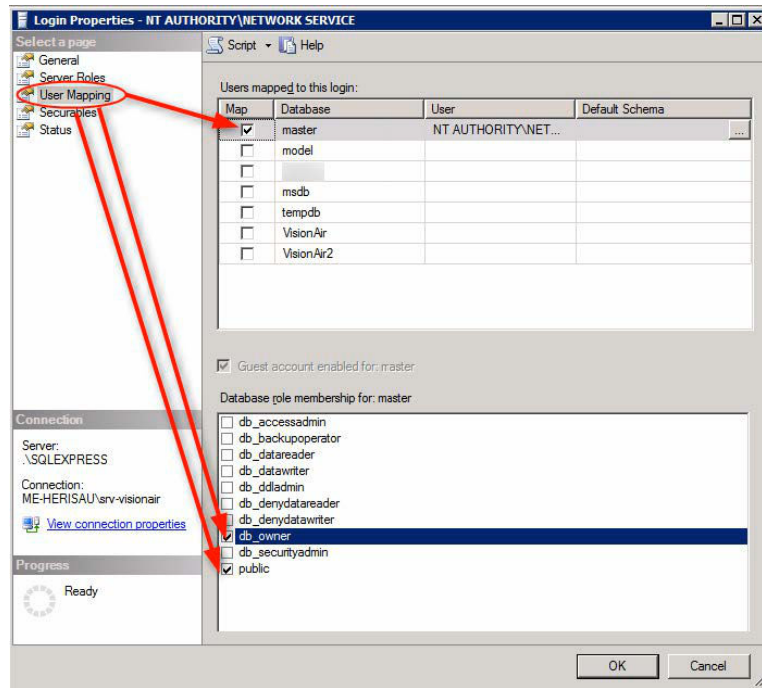 Login Properties - NT AUTHORITY\NETWORK SERVICE
Select a page
General
Server Roles
User Mapping
Securables
Status
Script Help
Users mapped to this login:
Map Database User Default Schema
master NT AUTHORITY\NET... ...
model
msdb
tempdb
VisionAir
VisionAir2
Guest account enabled for: master
Database role membership for: master
db_accessadmin
db_backupoperator
db_datareader
db_datawriter
db_ddladmin
db_denydatareader
db_denydatawriter
db_owner
db_securityadmin
public
Connection
Server:
.\SQLEXPRESS
Connection:
ME-HERISAU\srv-visionair
View connection properties
Progress
Ready
OK Cancel